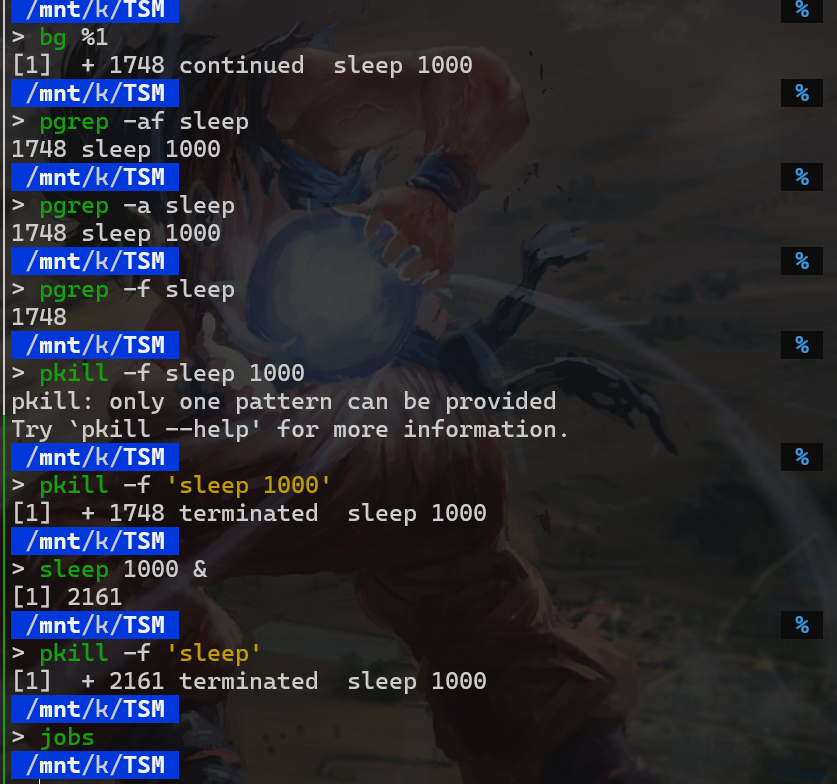 /mnt/k/TSM %
> bg %1
[1]  + 1748 continued  sleep 1000
/mnt/k/TSM %
> pgrep -af sleep
1748 sleep 1000
/mnt/k/TSM %
> pgrep -a sleep
1748 sleep 1000
/mnt/k/TSM %
> pgrep -f sleep
1748
/mnt/k/TSM %
> pkill -f sleep 1000
pkill: only one pattern can be provided
Try `pkill --help' for more information.
/mnt/k/TSM %
> pkill -f 'sleep 1000'
[1]  + 1748 terminated  sleep 1000
/mnt/k/TSM
> sleep 1000 &
[1] 2161
/mnt/k/TSM %
> pkill -f 'sleep'
[1]  + 2161 terminated  sleep 1000
/mnt/k/TSM
> jobs
/mnt/k/TSM